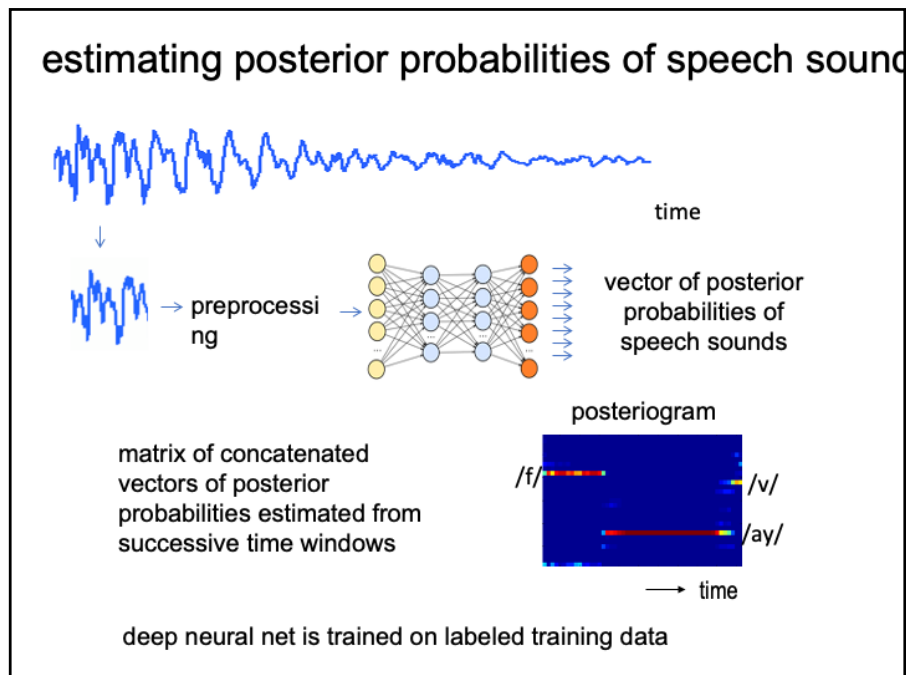 estimating posterior probabilities of speech sound
time
preprocessi
ng
...
...
...
...
vector of posterior
probabilities of
speech sounds
posteriogram
matrix of concatenated
vectors of posterior
probabilities estimated from
successive time windows
/f/
/v/
/ay/
time
deep neural net is trained on labeled training data